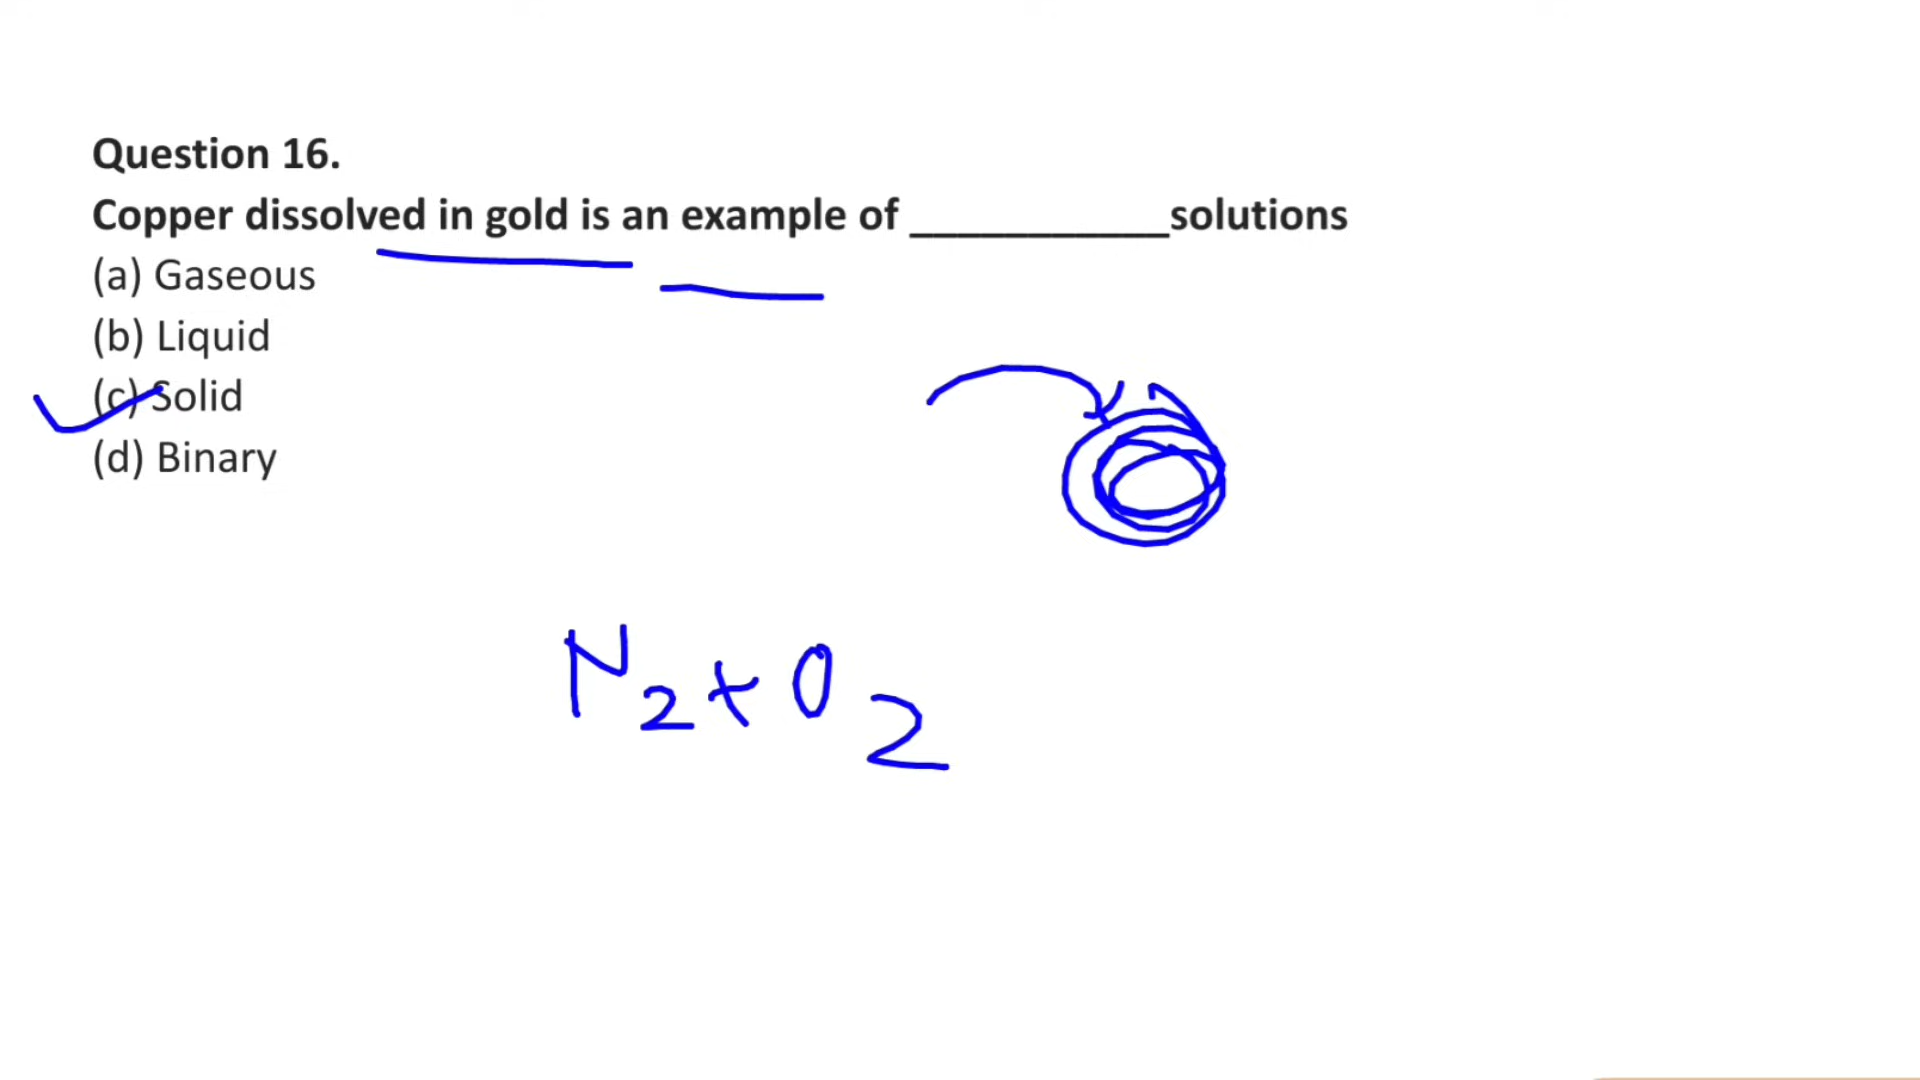 Question 16.
Copper dissolved in gold is an example of ___________solutions
(a) Gaseous
(b) Liquid
(c) Solid
(d) Binary
N2+O2